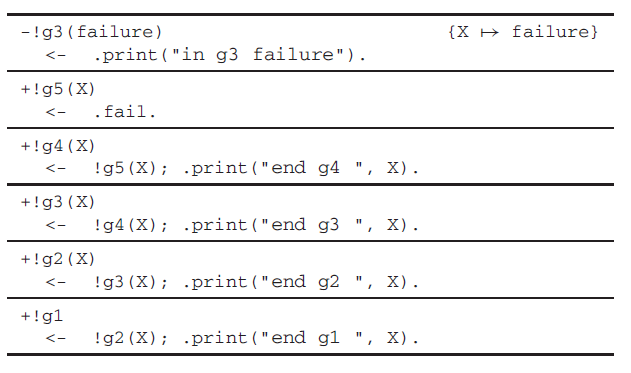 -!g3(failure) {X ↦ failure}
<- .print("in g3 failure").
+!g5(X)
<- .fail.
+!g4(X)
<- !g5(X); .print("end g4 ", X).
+!g3(X)
<- !g4(X); .print("end g3 ", X).
+!g2(X)
<- !g3(X); .print("end g2 ", X).
+!g1
<- !g2(X); .print("end g1 ", X).